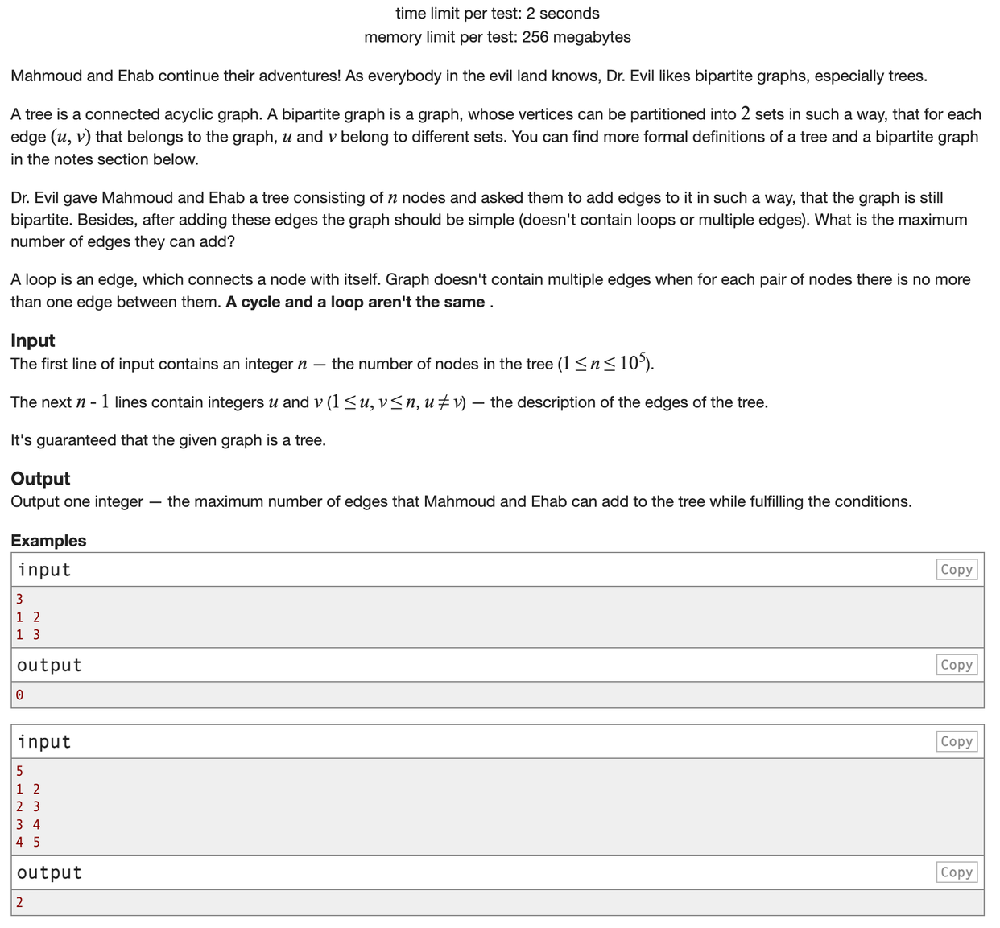 time limit per test: 2 seconds
memory limit per test: 256 megabytes
Mahmoud and Ehab continue their adventures! As everybody in the evil land knows, Dr. Evil likes bipartite graphs, especially trees.
A tree is a connected acyclic graph. A bipartite graph is a graph, whose vertices can be partitioned into 2 sets in such a way, that for each
edge (u, v) that belongs to the graph, u and v belong to different sets. You can find more formal definitions of a tree and a bipartite graph
in the notes section below.
Dr. Evil gave Mahmoud and Ehab a tree consisting of n nodes and asked them to add edges to it in such a way, that the graph is still
bipartite. Besides, after adding these edges the graph should be simple (doesn't contain loops or multiple edges). What is the maximum
number of edges they can add?
A loop is an edge, which connects a node with itself. Graph doesn't contain multiple edges when for each pair of nodes there is no more
than one edge between them. A cycle and a loop aren't the same .
Input
The first line of input contains an integer n — the number of nodes in the tree (1 ≤ n ≤ 10⁵).
The next n - 1 lines contain integers u and v (1 ≤ u, v ≤ n, u ≠ v) — the description of the edges of the tree.
It's guaranteed that the given graph is a tree.
Output
Output one integer — the maximum number of edges that Mahmoud and Ehab can add to the tree while fulfilling the conditions.
Examples
input Copy
3
1 2
1 3
output Copy
0
input Copy
5
1 2
2 3
3 4
4 5
output Copy
2